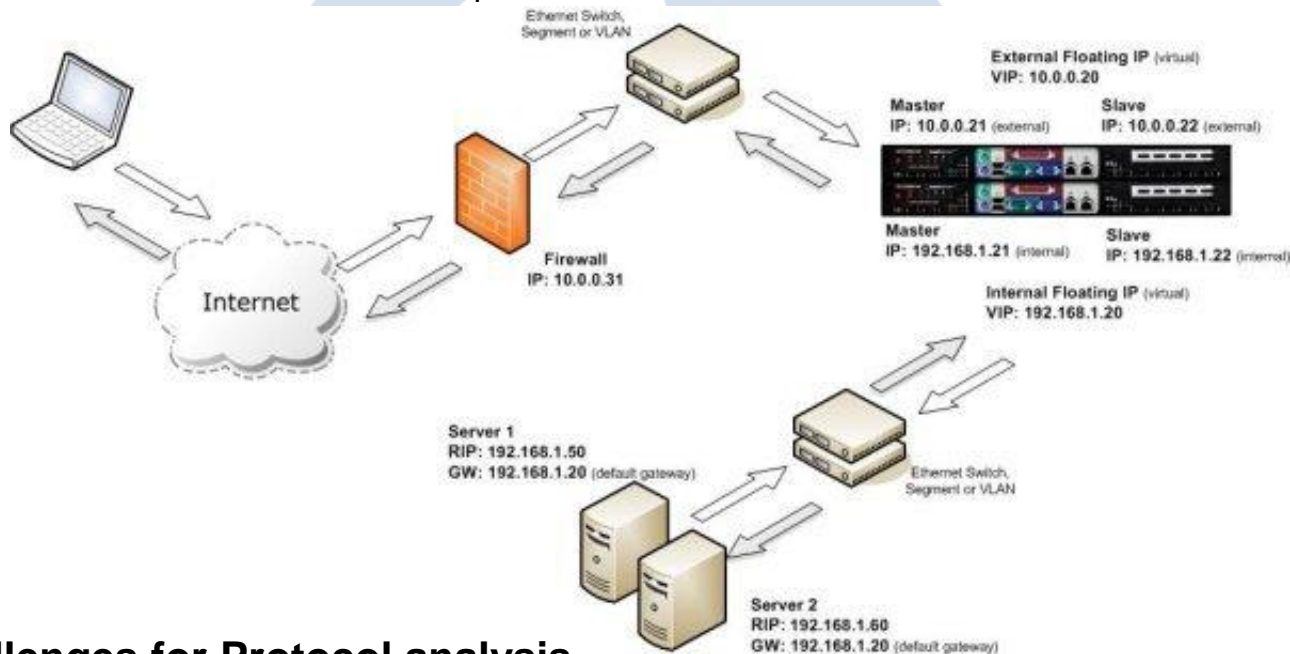 Ethernet Switch,
Segment or VLAN
External Floating IP (virtual)
VIP: 10.0.0.20
Master
IP: 10.0.0.21 (external)
Slave
IP: 10.0.0.22 (external)
Firewall
IP: 10.0.0.31
Internet
Master
IP: 192.168.1.21 (internal)
Slave
IP: 192.168.1.22 (internal)
Internal Floating IP (virtual)
VIP: 192.168.1.20
Server 1
RIP: 192.168.1.50
GW: 192.168.1.20 (default gateway)
Ethernet Switch,
Segment or VLAN
Server 2
RIP: 192.168.1.60
GW: 192.168.1.20 (default gateway)
llenges for Protocol analysis